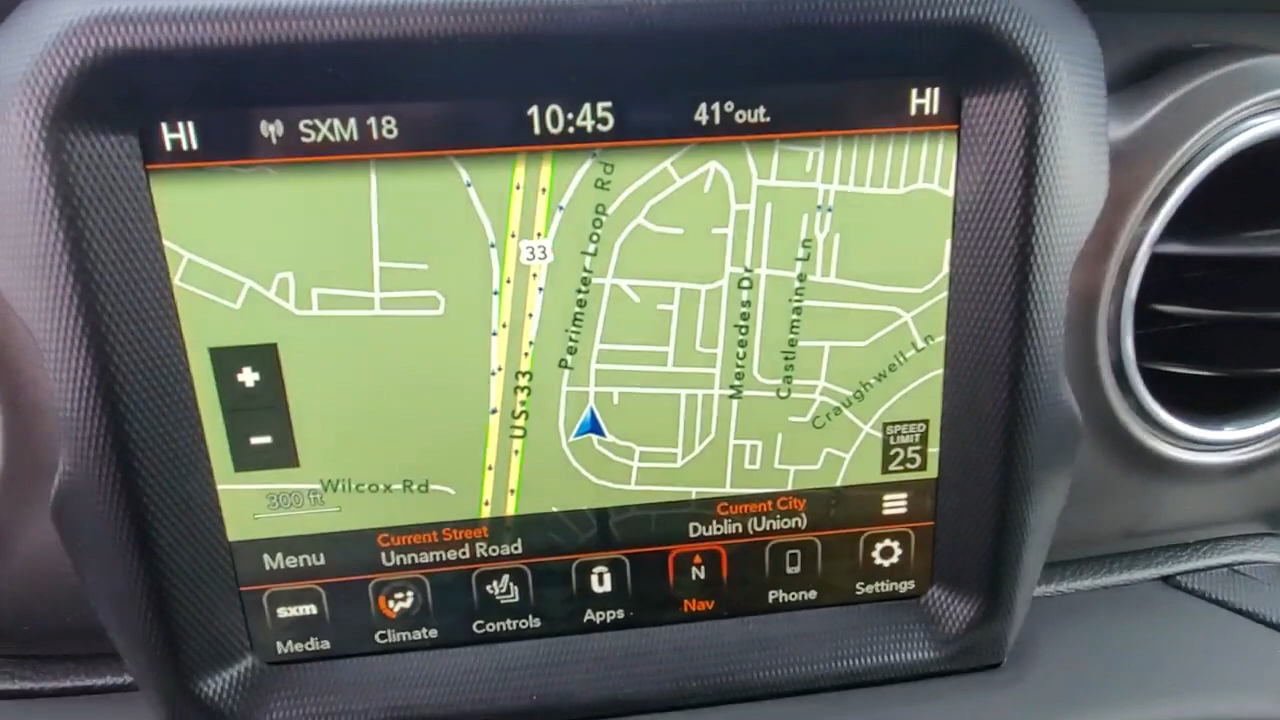 HI
SXM 18
10:45
41°out.
HI
33
Perimeter Loop Rd
Mercedes Dr
Castlemaine Ln
Craughwell Ln
US-33
+
-
SPEED
LIMIT
25
Wilcox Rd
300 ft
Menu
Current Street
Unnamed Road
Current City
Dublin (Union)
sxm
Media
Climate
Controls
ū
Apps
N
Nav
Phone
Settings